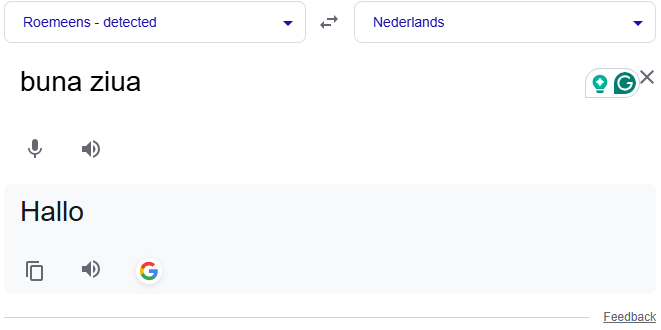 Roemeens - detected
Nederlands
buna ziua
Hallo
Feedback